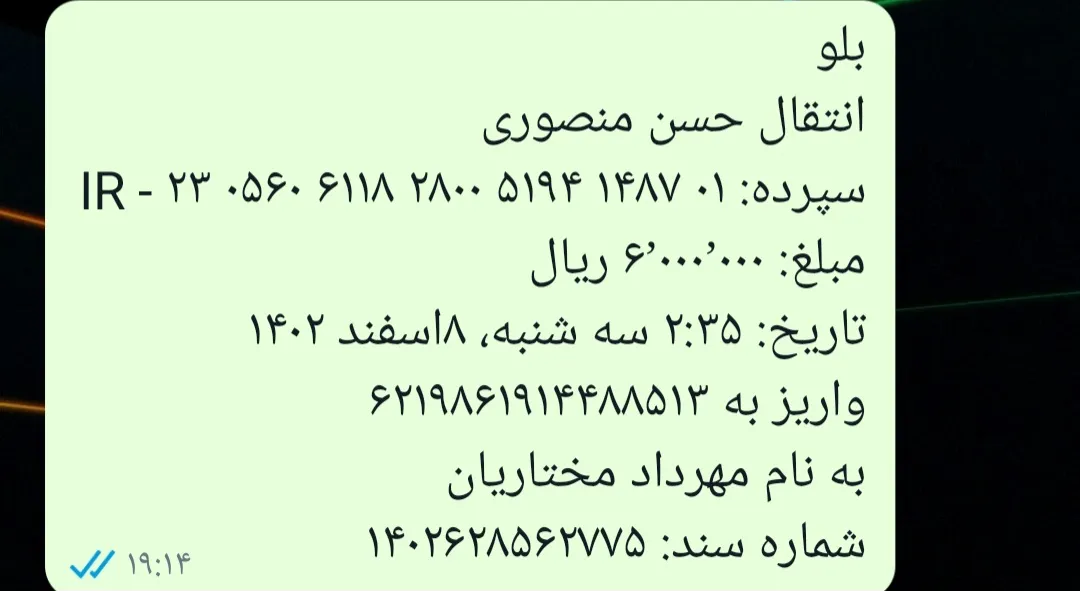 بلو
انتقال حسن منصوری
سپرده: ۰۱ ۱۴۸۷ ۵۱۹۴ ۲۸۰۰ ۶۱۱۸ ۰۵۶۰ ۲۳ - IR
مبلغ: ۶٬۰۰۰٬۰۰۰ ریال
تاریخ: ۲:۳۵ سه شنبه، ۸اسفند ۱۴۰۲
واریز به ۶۲۱۹۸۶۱۹۱۴۴۸۸۵۱۳
به نام مهرداد مختاریان
شماره سند: ۱۴۰۲۶۲۸۵۶۲۷۷۵
۱۹:۱۴